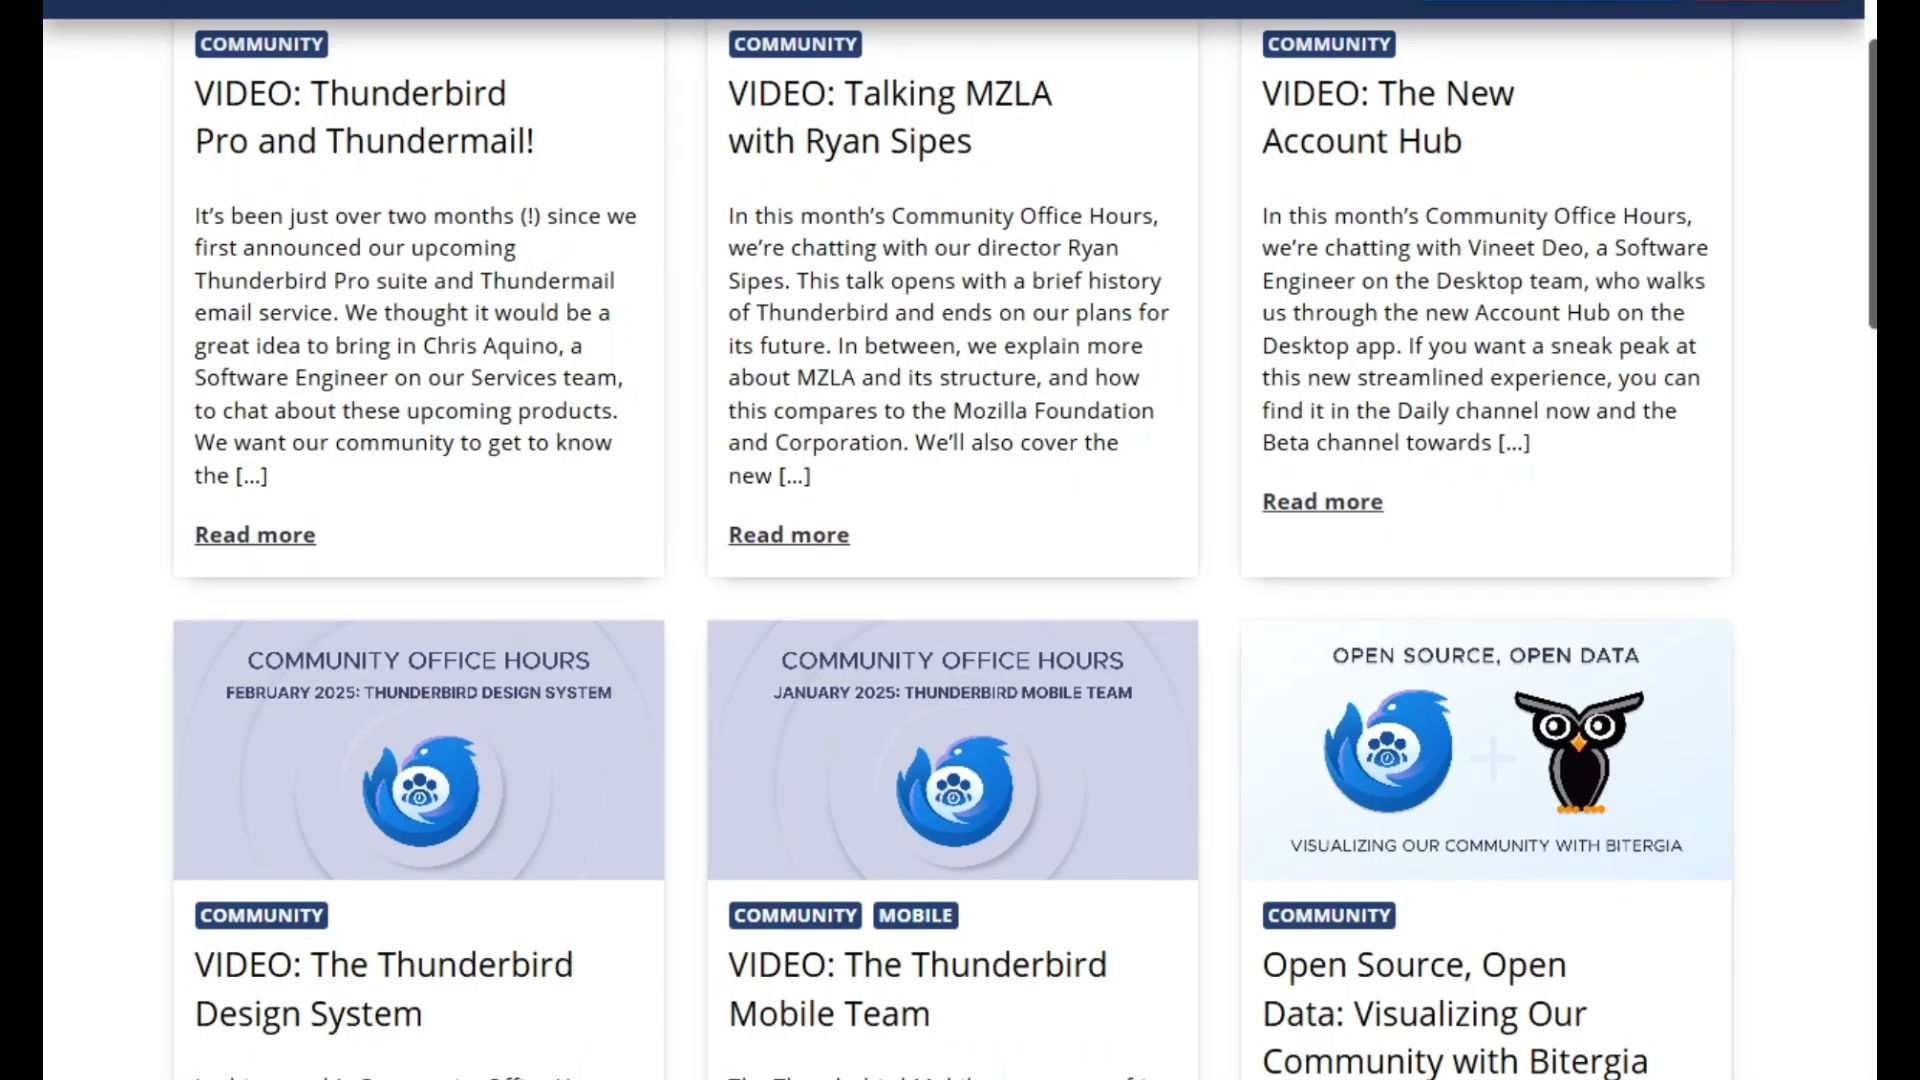 COMMUNITY
VIDEO: Thunderbird
Pro and Thundermail!
It’s been just over two months (!) since we
first announced our upcoming
Thunderbird Pro suite and Thundermail
email service. We thought it would be a
great idea to bring in Chris Aquino, a
Software Engineer on our Services team,
to chat about these upcoming products.
We want our community to get to know
the [...]
Read more
COMMUNITY
VIDEO: Talking MZLA
with Ryan Sipes
In this month’s Community Office Hours,
we’re chatting with our director Ryan
Sipes. This talk opens with a brief history
of Thunderbird and ends on our plans for
its future. In between, we explain more
about MZLA and its structure, and how
this compares to the Mozilla Foundation
and Corporation. We’ll also cover the
new [...]
Read more
COMMUNITY
VIDEO: The New
Account Hub
In this month’s Community Office Hours,
we’re chatting with Vineet Deo, a Software
Engineer on the Desktop team, who walks
us through the new Account Hub on the
Desktop app. If you want a sneak peak at
this new streamlined experience, you can
find it in the Daily channel now and the
Beta channel towards [...]
Read more
COMMUNITY OFFICE HOURS
FEBRUARY 2025: THUNDERBIRD DESIGN SYSTEM
COMMUNITY
VIDEO: The Thunderbird
Design System
COMMUNITY OFFICE HOURS
JANUARY 2025: THUNDERBIRD MOBILE TEAM
COMMUNITY MOBILE
VIDEO: The Thunderbird
Mobile Team
OPEN SOURCE, OPEN DATA
VISUALIZING OUR COMMUNITY WITH BITERGIA
COMMUNITY
Open Source, Open
Data: Visualizing Our
Community with Bitergia